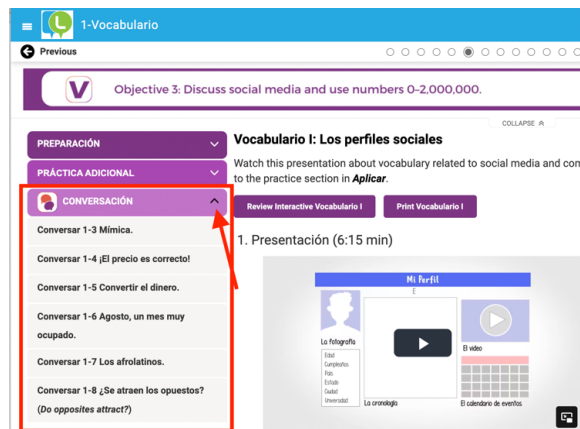 1-Vocabulario
Previous
V
Objective 3: Discuss social media and use numbers 0-2,000,000.
COLLAPSE
PREPARACIÓN
PRÁCTICA ADICIONAL
CONVERSACIÓN
Conversar 1-3 Mímica.
Conversar 1-4 ¡El precio es correcto!
Conversar 1-5 Convertir el dinero.
Conversar 1-6 Agosto, un mes muy
ocupado.
Conversar 1-7 Los afrolatinos.
Conversar 1-8 ¿Se atraen los opuestos?
(Do opposites attract?)
Vocabulario I: Los perfiles sociales
Watch this presentation about vocabulary related to social media and con
to the practice section in Aplicar.
Review Interactive Vocabulario I
Print Vocabulario I
1. Presentación (6:15 min)
Mi Perfil
E
La fotografía
Edad
Cumpleaños
País
Estado
Ciudad
Universidad
La cronología
El video
El calendario de eventos